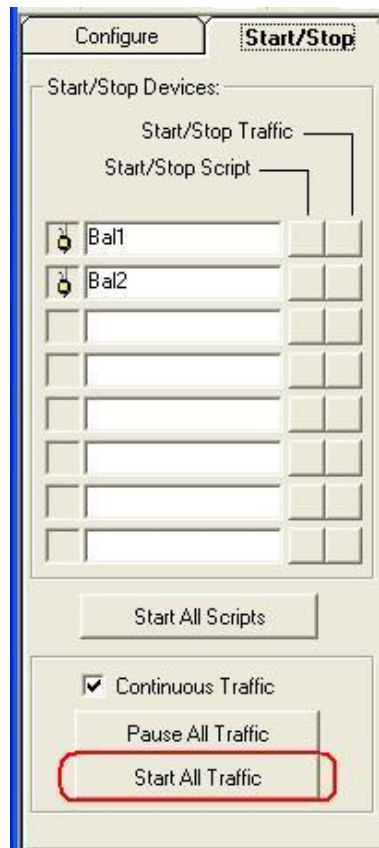 Configure
Start/Stop
Start/Stop Devices:
Start/Stop Traffic
Start/Stop Script
Bal1
Bal2
Start All Scripts
Continuous Traffic
Pause All Traffic
Start All Traffic